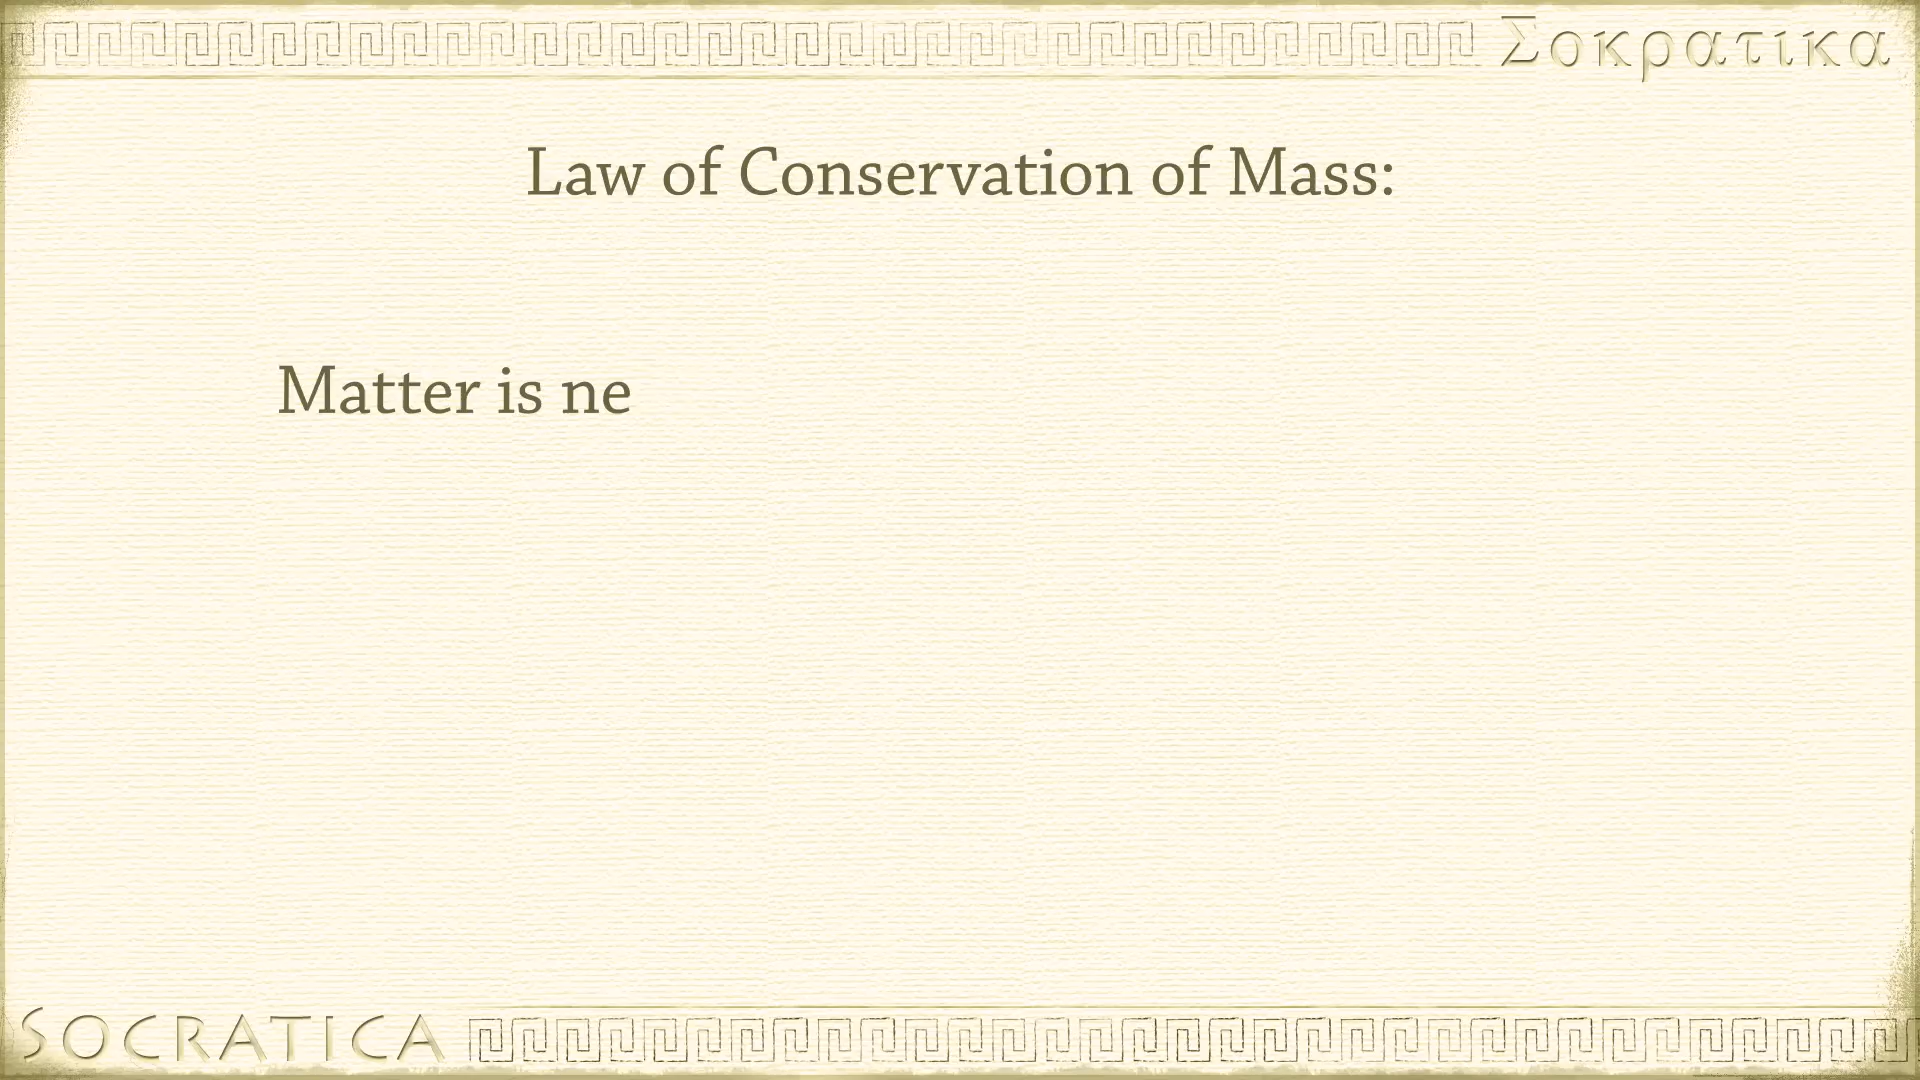 Σοκρατικα
Law of Conservation of Mass:
Matter is ne
SOCRATICA